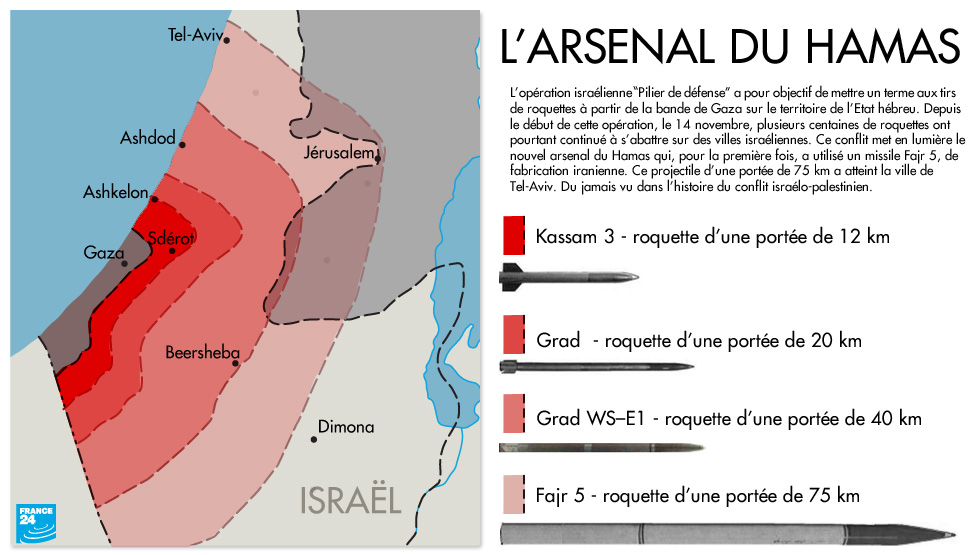 L'ARSENAL DU HAMAS
L'opération israélienne "Pilier de défense" a pour objectif de mettre un terme aux tirs
de roquettes à partir de la bande de Gaza sur le territoire de l'Etat hébreu. Depuis
le début de cette opération, le 14 novembre, plusieurs centaines de roquettes ont
pourtant continué à s'abattre sur des villes israéliennes. Ce conflit met en lumière le
nouvel arsenal du Hamas qui, pour la première fois, a utilisé un missile Fajr 5, de
fabrication iranienne. Ce projectile d'une portée de 75 km a atteint la ville de
Tel-Aviv. Du jamais vu dans l'histoire du conflit israélo-palestinien.
Kassam 3 - roquette d'une portée de 12 km
Grad - roquette d'une portée de 20 km
Grad WS–E1 - roquette d'une portée de 40 km
Fajr 5 - roquette d'une portée de 75 km
Tel-Aviv
Ashdod
Jérusalem
Ashkelon
Sdérot
Gaza
Beersheba
Dimona
ISRAËL
FRANCE
24